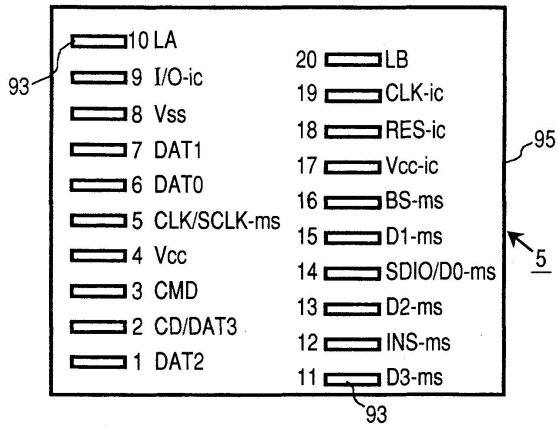 10 LA
9 I/O-ic
8 Vss
7 DAT1
6 DAT0
5 CLK/SCLK-ms
4 Vcc
3 CMD
2 CD/DAT3
1 DAT2
93
20 LB
19 CLK-ic
18 RES-ic
17 Vcc-ic
16 BS-ms
15 D1-ms
14 SDIO/D0-ms
13 D2-ms
12 INS-ms
11 D3-ms
93
95
5